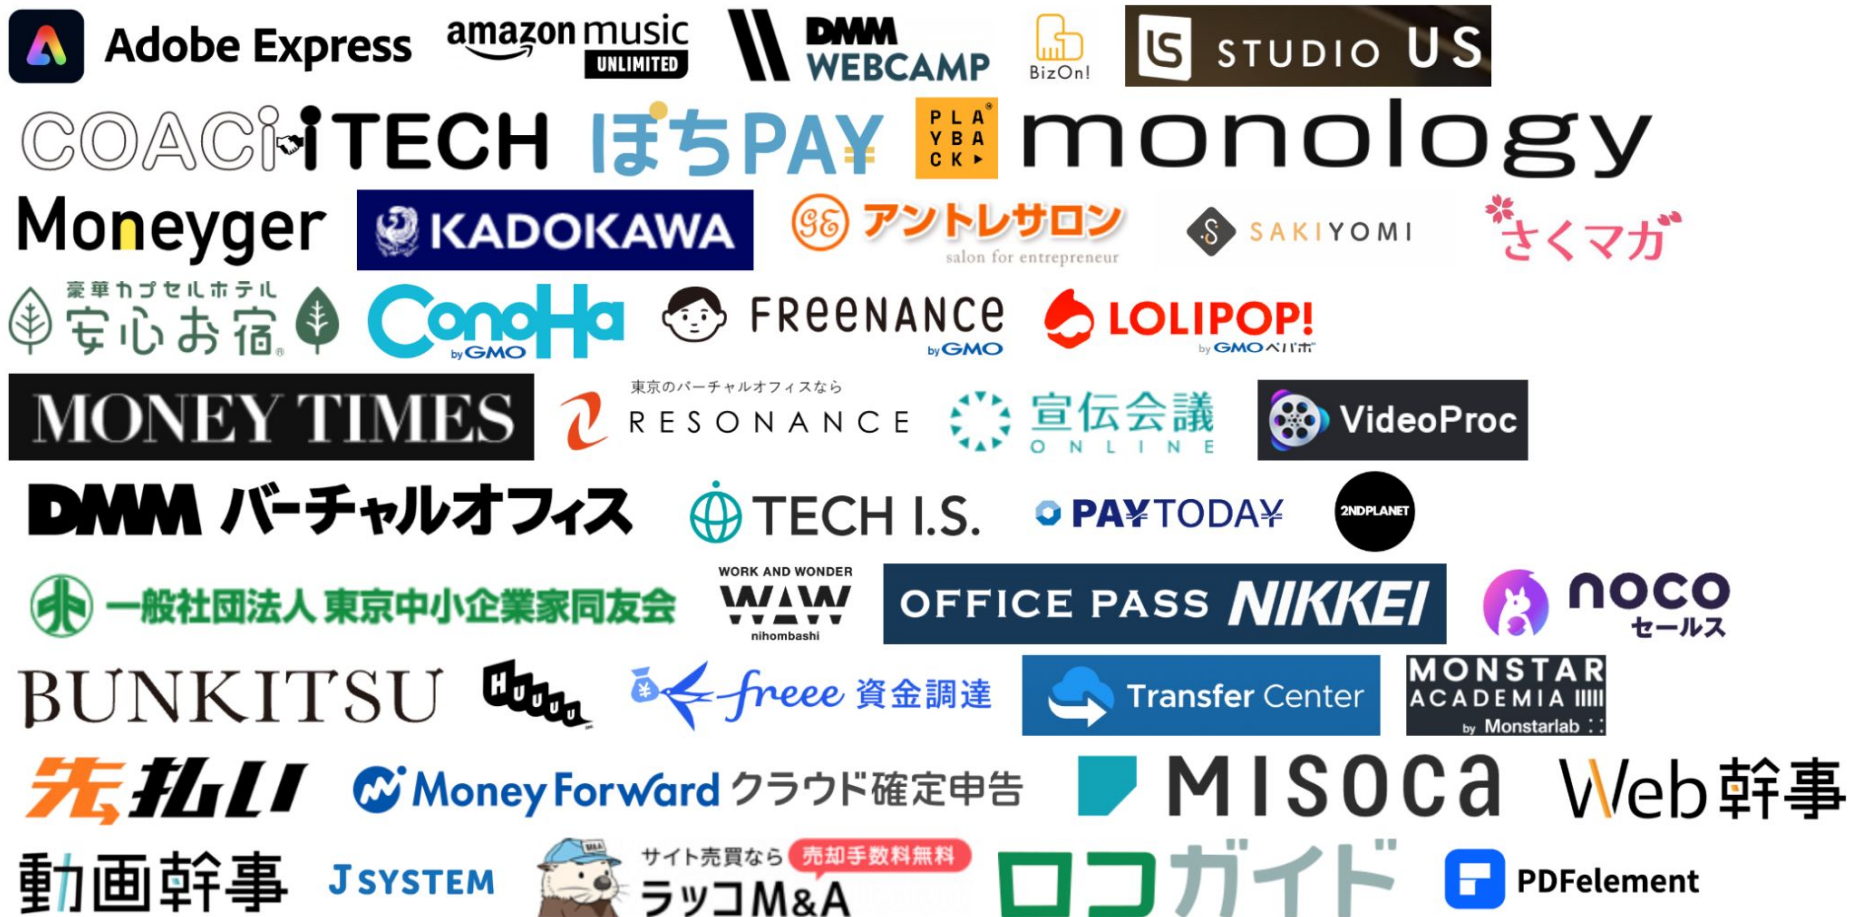 Adobe Express
amazon music
UNLIMITED
DMM
WEBCAMP
BizOn!
STUDIO US
COACH TECH
ぽちPAY
PLA
YBA
CK
monology
Moneyger
KADOKAWA
アントレサロン
salon for entrepreneur
SAKIYOMI
さくマガ
豪華カプセルホテル
安心お宿
ConoHa
by GMO
FReeNANCe
by GMO
LOLIPOP!
by GMOペパボ
MONEY TIMES
東京のバーチャルオフィスなら
RESONANCE
宣伝会議
ONLINE
VideoProc
DMM バーチャルオフィス
TECH I.S.
PAYTODAY
2NDPLANET
一般社団法人 東京中小企業家同友会
WORK AND WONDER
WAW
nihombashi
OFFICE PASS NIKKEI
noco
セールス
BUNKITSU
HUUUU
freee 資金調達
Transfer Center
MONSTAR
ACADEMIA
by Monstarlab
先払い
Money Forward クラウド確定申告
MISOCA
Web幹事
動画幹事
J SYSTEM
M&A
サイト売買なら 売却手数料無料
ラッコM&A
ロコガイド
PDFelement